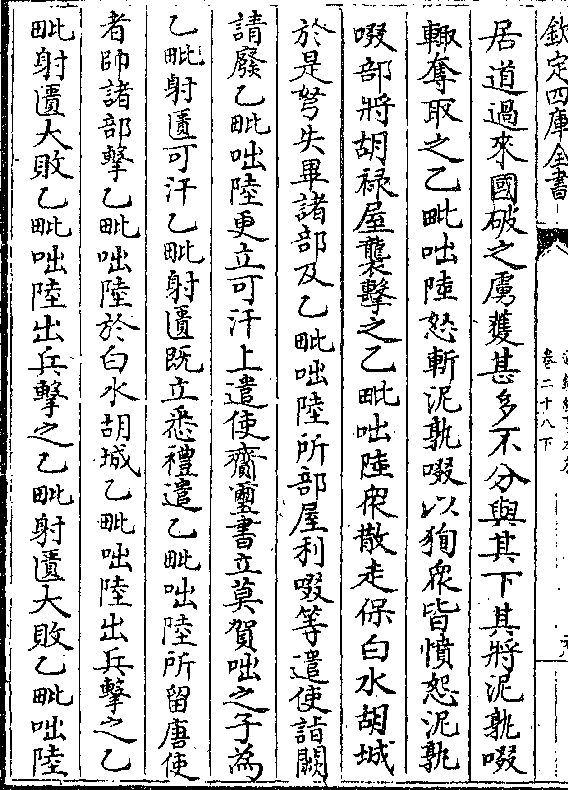 欽定四庫全書
卷二十八下
居道過來國破之虜獲甚多不分與其下其將泥孰啜
輙奪取之乙毗咄陸怒斬泥孰啜以狥衆皆憤怒泥孰
啜部將胡禄屋襲擊之乙毗咄陸衆散走保白水胡城
於是弩失畢諸部及乙毗咄陸所部屋利啜等遣使詣闕
請廢乙毗咄陸更立可汗上遣使賫璽書立莫賀咄之子為
乙毗射匱可汗乙毗射匱既立悉禮遣乙毗咄陸所留唐使
者帥諸部擊乙毗咄陸於白水胡城乙毗咄陸出兵擊之乙
毗射匱大敗乙毗咄陸出兵擊之乙毗射匱大敗乙毗咄陸